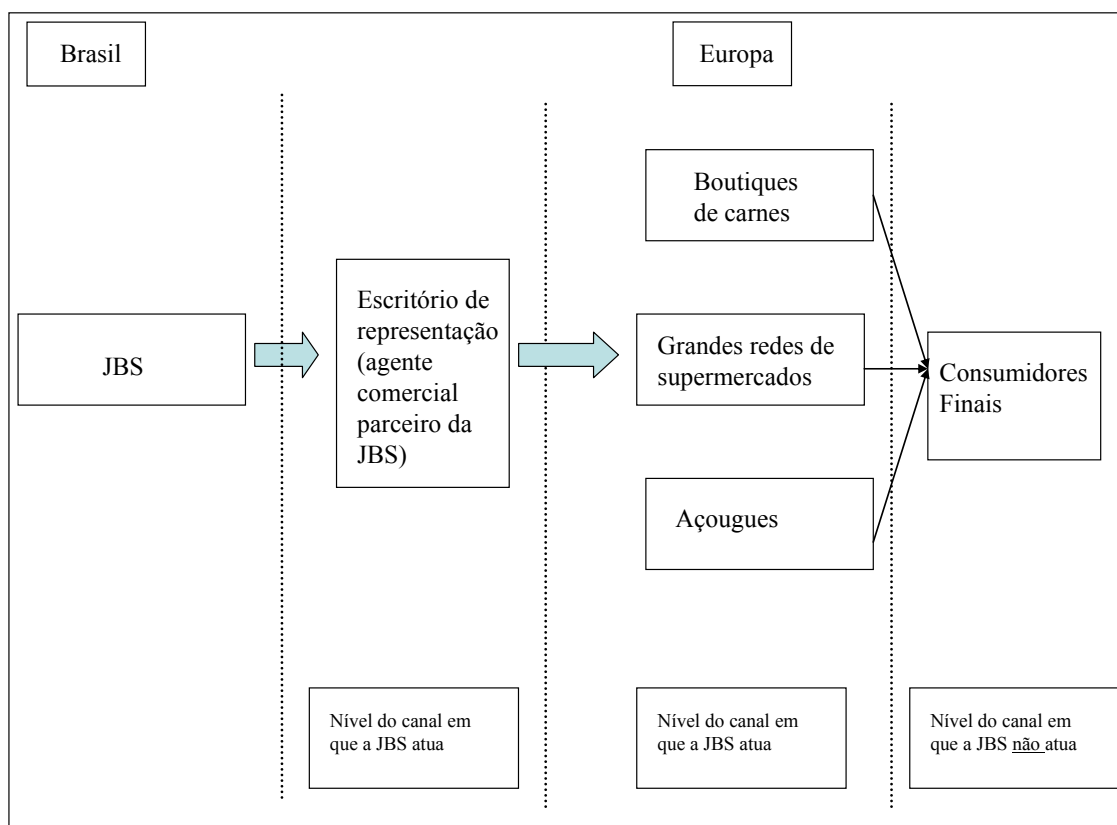 Brasil
Europa
JBS
Escritório de
representação
(agente
comercial
parceiro da
JBS)
Boutiques
de carnes
Grandes redes de
supermercados
Açougues
Consumidores
Finais
Nível do canal em
que a JBS atua
Nível do canal em
que a JBS atua
Nível do canal em
que a JBS não atua